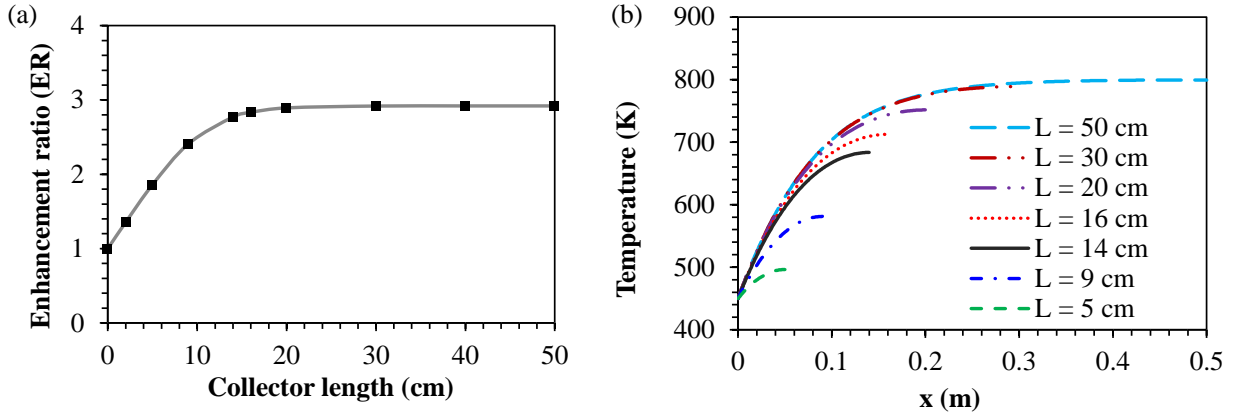 (a)
Enhancement ratio (ER)
4
3
2
1
0
0 10 20 30 40 50
Collector length (cm)
(b)
Temperature (K)
900
800
700
600
500
400
L = 50 cm
L = 30 cm
L = 20 cm
L = 16 cm
L = 14 cm
L = 9 cm
L = 5 cm
0 0.1 0.2 0.3 0.4 0.5
x (m)